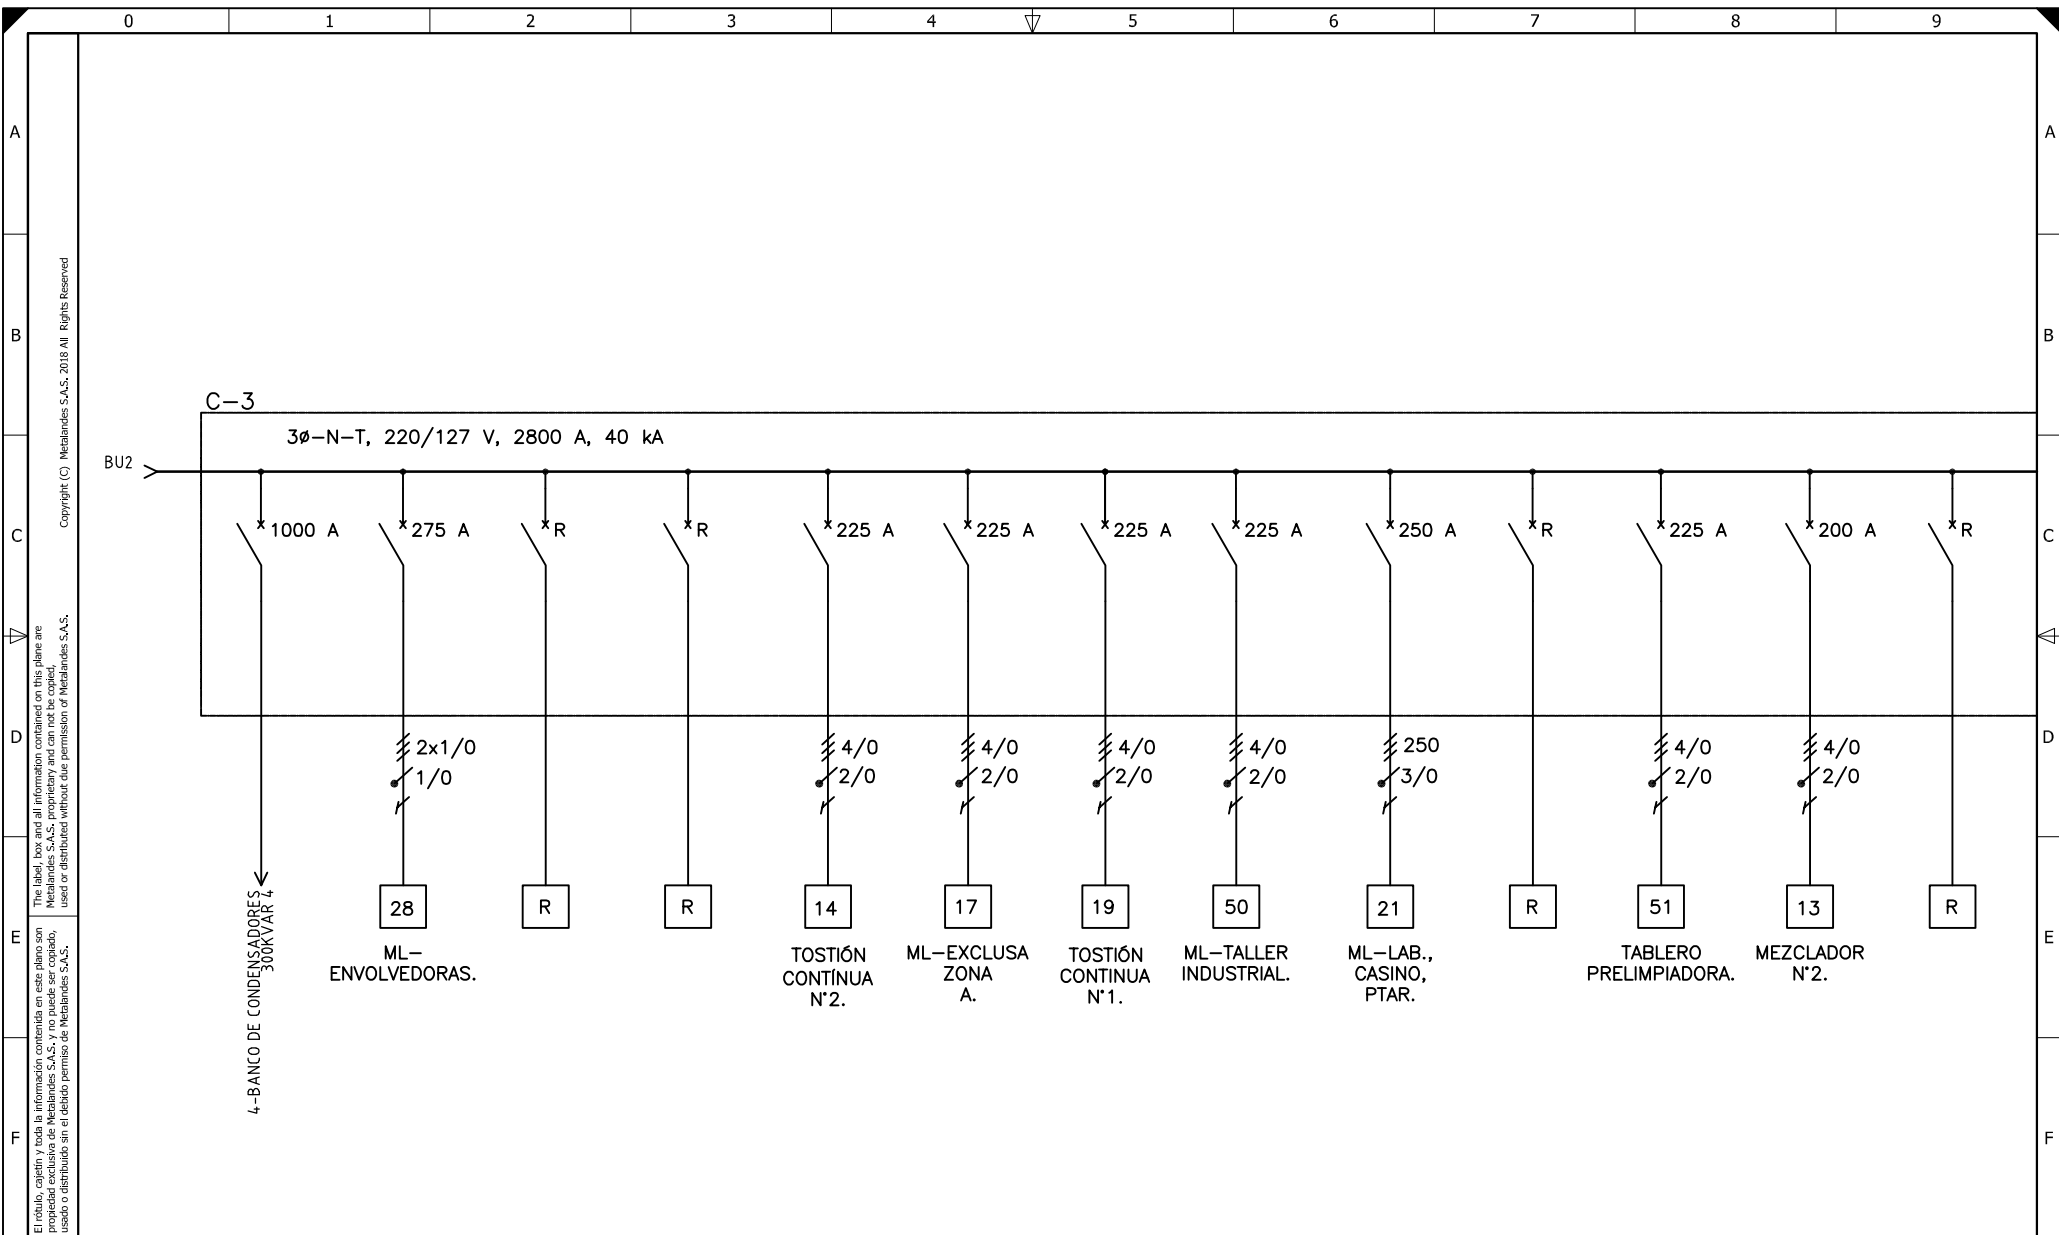 0 1 2 3 4 5 6 7 8 9
A A
B B
C C
D D
E E
F F
Copyright (C) Metalandes S.A.S. 2018 All Rights Reserved
The label, box and all information contained on this plane are
Metalandes S.A.S. proprietary and can not be copied,
used or distributed without due permission of Metalandes S.A.S.
El rótulo, cajetín y toda la información contenida en este plano son
propiedad exclusiva de Metalandes S.A.S. y no puede ser copiado,
usado o distribuido sin el debido permiso de Metalandes S.A.S.
C-3
3ø-N-T, 220/127 V, 2800 A, 40 kA
BU2
1000 A 275 A R R 225 A 225 A 225 A 225 A 250 A R 225 A 200 A R
2x1/0 4/0 4/0 4/0 4/0 250 4/0 4/0
1/0 2/0 2/0 2/0 2/0 3/0 2/0 2/0
4-BANCO DE CONDENSADORES
300KVAR 4
28
ML-
ENVOLVEDORAS.
R
R
14
TOSTIÓN
CONTÍNUA
N°2.
17
ML-EXCLUSA
ZONA
A.
19
TOSTIÓN
CONTINUA
N°1.
50
ML-TALLER
INDUSTRIAL.
21
ML-LAB.,
CASINO,
PTAR.
R
51
TABLERO
PRELIMPIADORA.
13
MEZCLADOR
N°2.
R